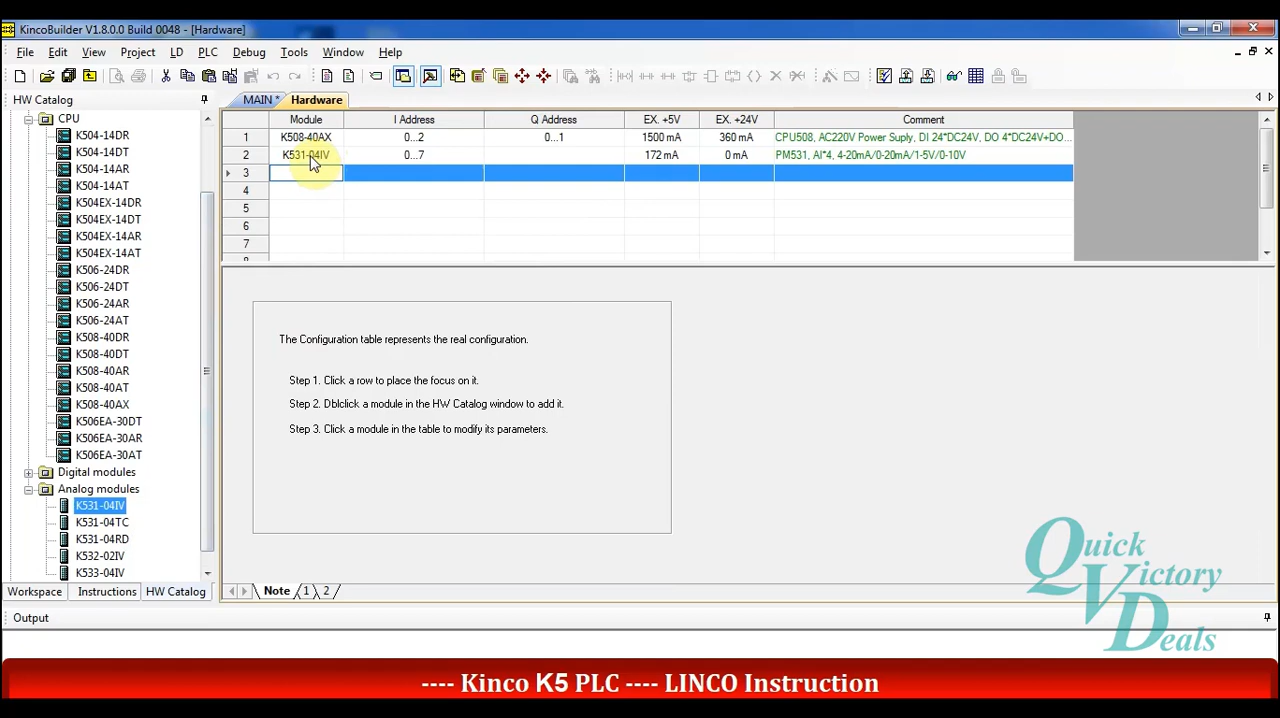 KincoBuilder V1.8.0.0 Build 0048 - [Hardware]
File Edit View Project LD PLC Debug Tools Window Help
HW Catalog
MAIN * Hardware
CPU
K504-14DR
K504-14DT
K504-14AR
K504-14AT
K504EX-14DR
K504EX-14DT
K504EX-14AR
K504EX-14AT
K506-24DR
K506-24DT
K506-24AR
K506-24AT
K508-40DR
K508-40DT
K508-40AR
K508-40AT
K508-40AX
K506EA-30DT
K506EA-30AR
K506EA-30AT
Digital modules
Analog modules
K531-04IV
K531-04TC
K531-04RD
K532-02IV
K533-04IV
Workspace Instructions HW Catalog
Module I Address Q Address EX. +5V EX. +24V Comment
1 K508-40AX 0...2 0...1 1500 mA 360 mA CPU508, AC220V Power Suply, DI 24*DC24V, DO 4*DC24V+DO...
2 K531-04IV 0...7 172 mA 0 mA PM531, AI*4, 4-20mA/0-20mA/1-5V/0-10V
3
4
5
6
7
8
The Configuration table represents the real configuration.
Step 1. Click a row to place the focus on it.
Step 2. Dblclick a module in the HW Catalog window to add it.
Step 3. Click a module in the table to modify its parameters.
Note 1 2
Quick
Victory
Deals
Output
---- Kinco K5 PLC ---- LINCO Instruction